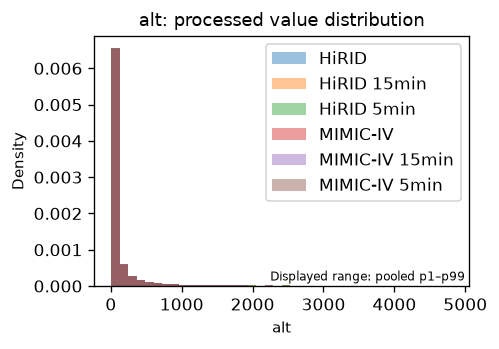 alt: processed value distribution
Density
0.006
0.005
0.004
0.003
0.002
0.001
0.000
HiRID
HiRID 15min
HiRID 5min
MIMIC-IV
MIMIC-IV 15min
MIMIC-IV 5min
Displayed range: pooled p1–p99
0 1000 2000 3000 4000 5000
alt